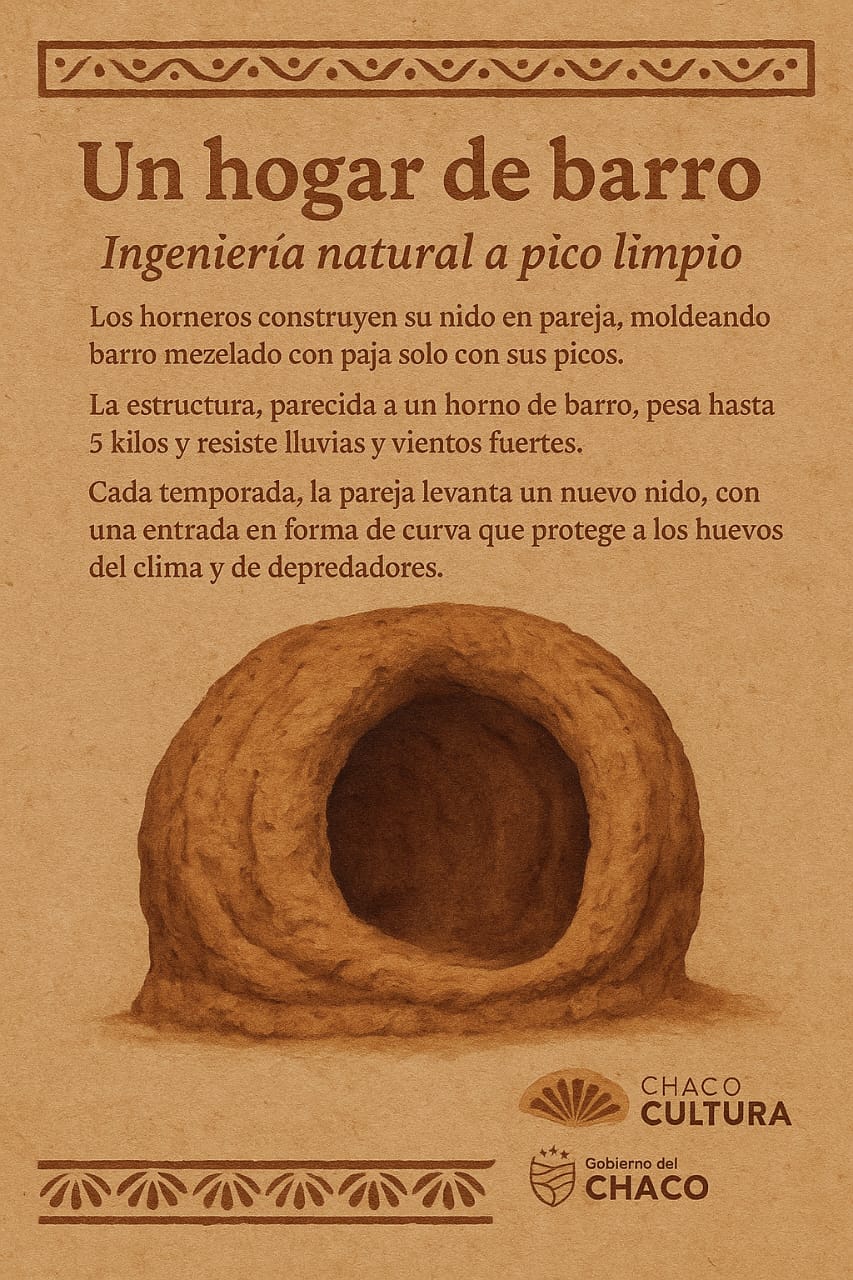 Un hogar de barro
Ingeniería natural a pico limpio
Los horneros construyen su nido en pareja, moldeando
barro mezelado con paja solo con sus picos.
La estructura, parecida a un horno de barro, pesa hasta
5 kilos y resiste lluvias y vientos fuertes.
Cada temporada, la pareja levanta un nuevo nido, con
una entrada en forma de curva que protege a los huevos
del clima y de depredadores.
CHACO
CULTURA
Gobierno del
CHACO